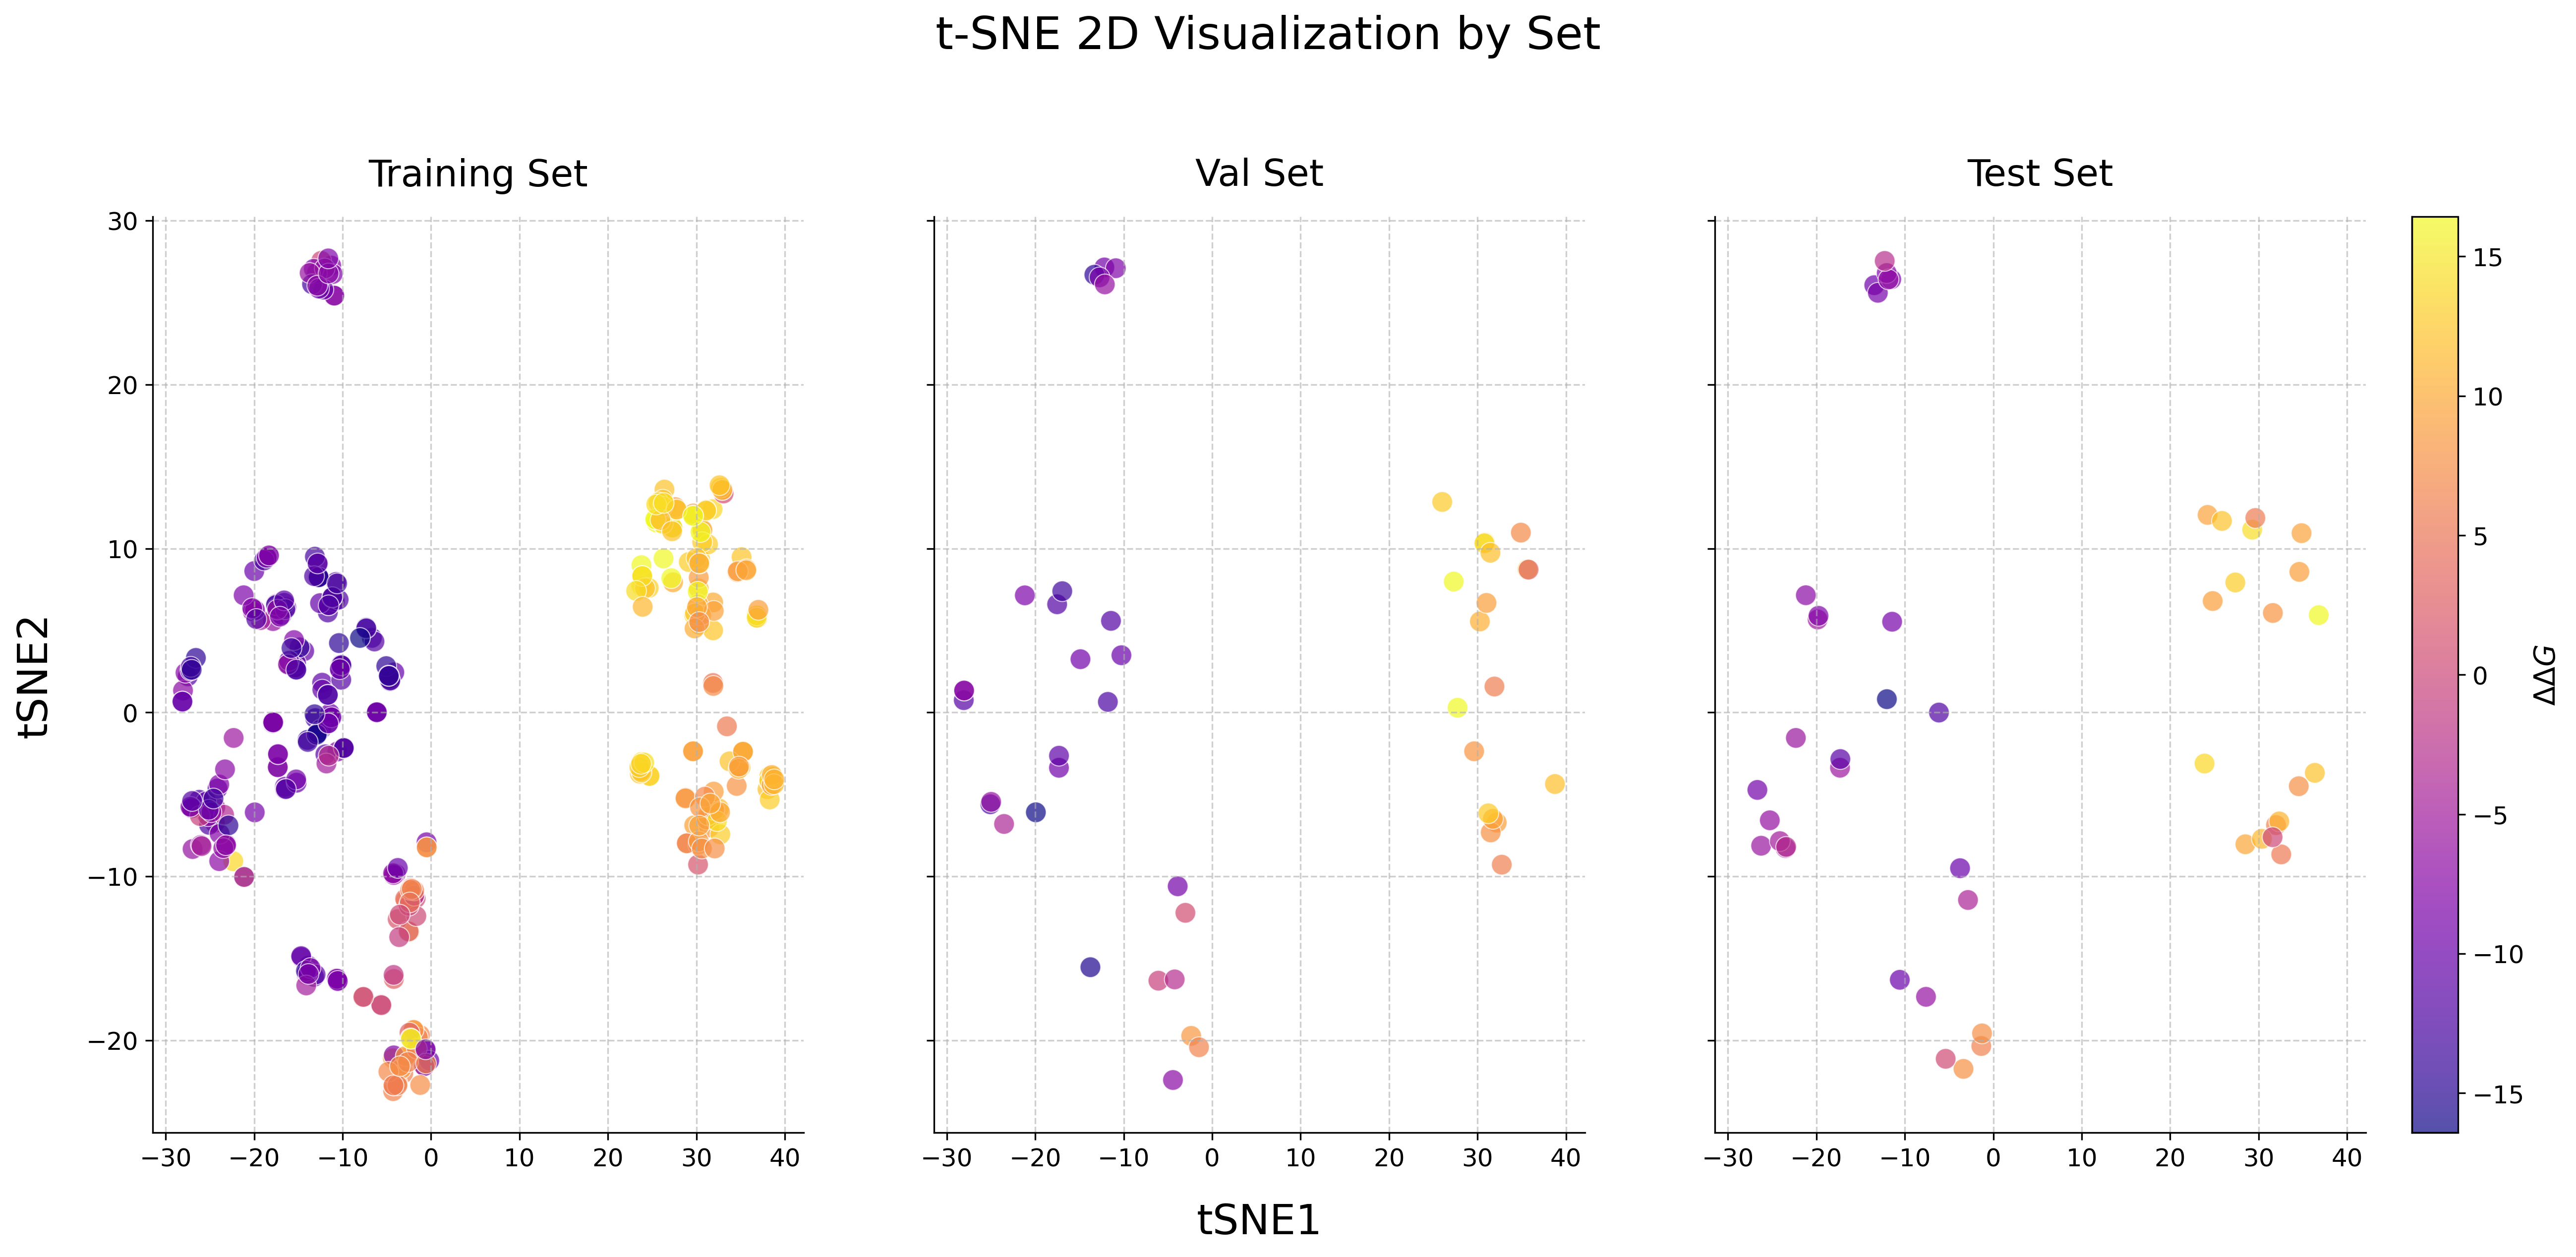 t-SNE 2D Visualization by Set
Training Set
Val Set
Test Set
tSNE2
30
20
10
0
−10
−20
−30 −20 −10 0 10 20 30 40
−30 −20 −10 0 10 20 30 40
−30 −20 −10 0 10 20 30 40
tSNE1
15
10
5
0
−5
−10
−15
ΔΔG